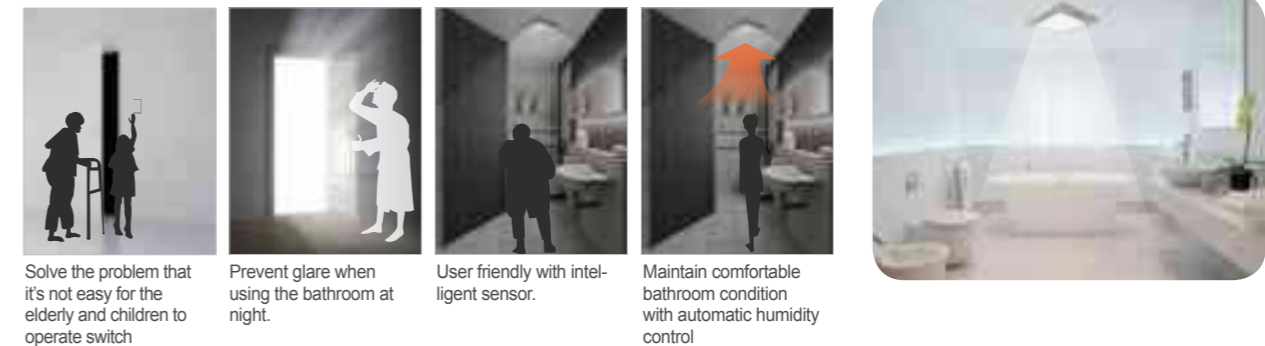 Solve the problem that
it's not easy for the
elderly and children to
operate switch
Prevent glare when
using the bathroom at
night.
User friendly with intel-
ligent sensor.
Maintain comfortable
bathroom condition
with automatic humidity
control